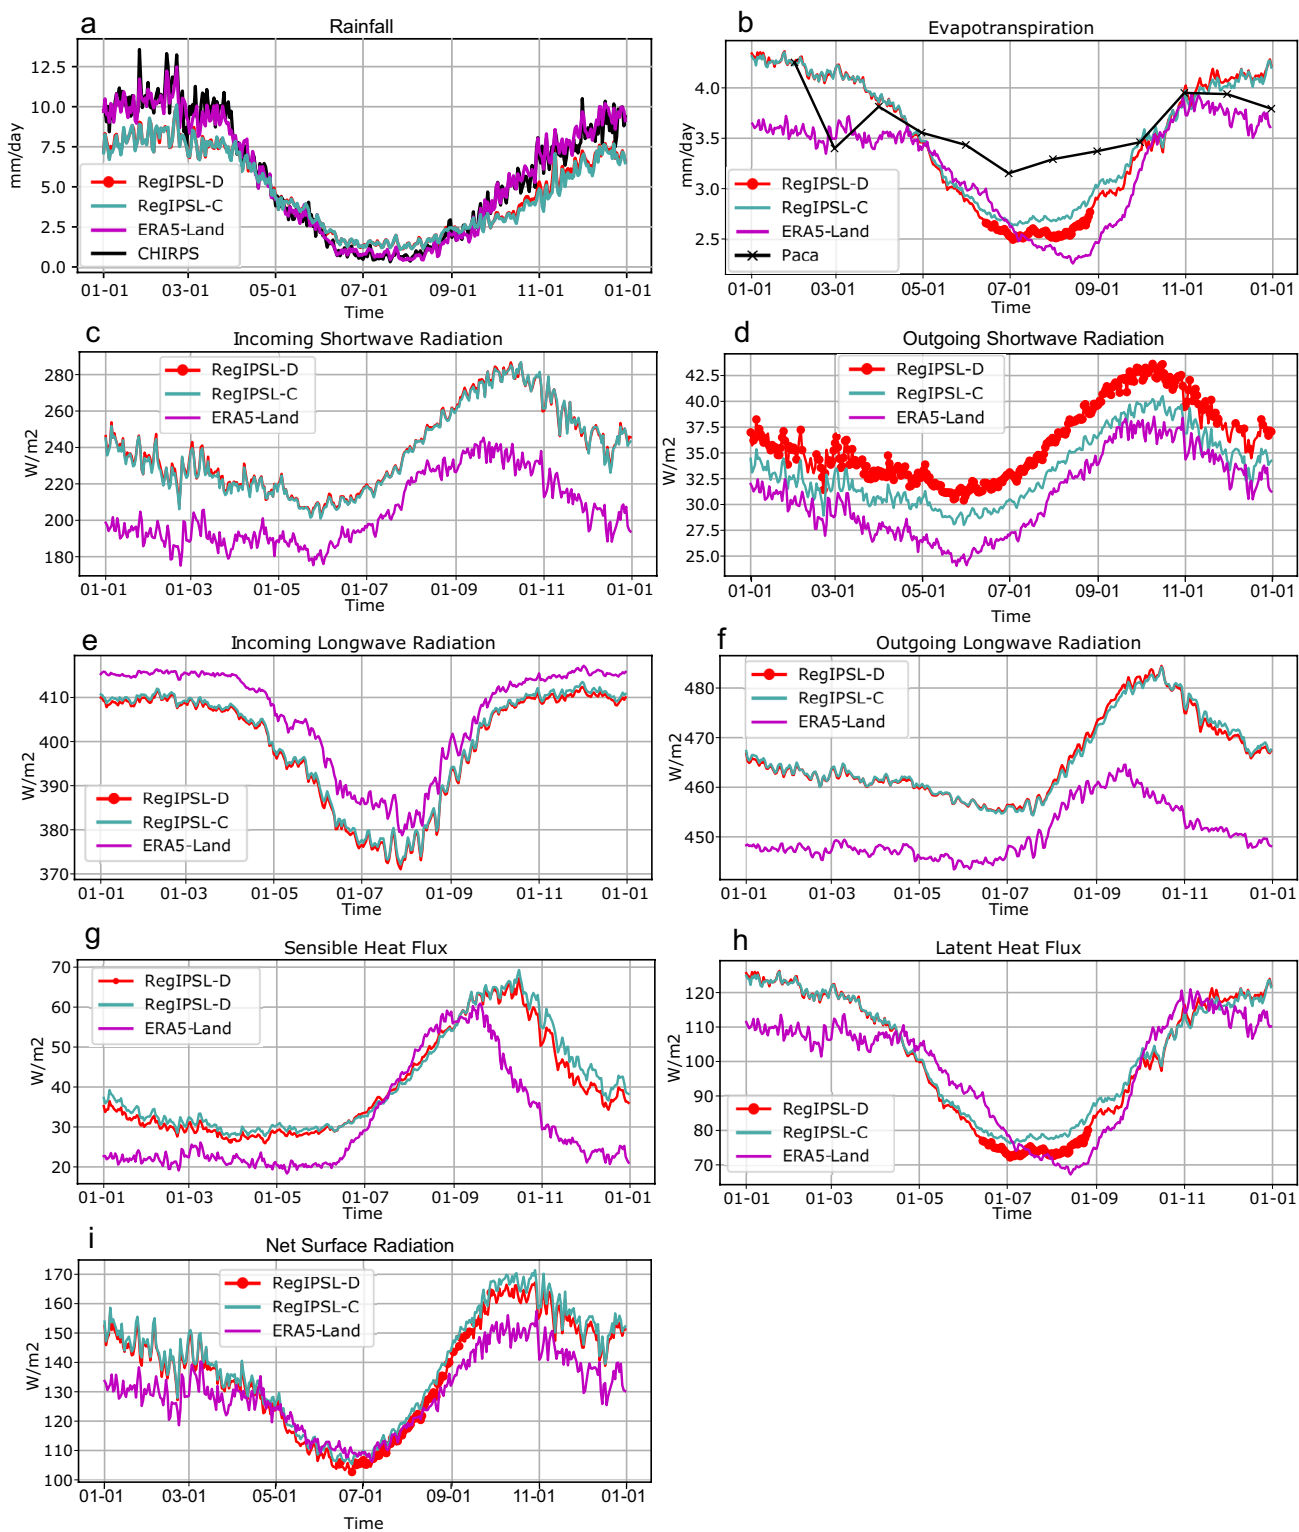 a
Rainfall
12.5
10.0
7.5
5.0
2.5
0.0
mm/day
RegIPSL-D
RegIPSL-C
ERA5-Land
CHIRPS
01-01 03-01 05-01 07-01 09-01 11-01 01-01
Time
b
Evapotranspiration
4.0
3.5
3.0
2.5
mm/day
RegIPSL-D
RegIPSL-C
ERA5-Land
Paca
01-01 03-01 05-01 07-01 09-01 11-01 01-01
Time
c
Incoming Shortwave Radiation
280
260
240
220
200
180
W/m2
RegIPSL-D
RegIPSL-C
ERA5-Land
01-01 01-03 01-05 01-07 01-09 01-11 01-01
Time
d
Outgoing Shortwave Radiation
42.5
40.0
37.5
35.0
32.5
30.0
27.5
25.0
W/m2
RegIPSL-D
RegIPSL-C
ERA5-Land
01-01 03-01 05-01 07-01 09-01 11-01 01-01
Time
e
Incoming Longwave Radiation
410
400
390
380
370
W/m2
RegIPSL-D
RegIPSL-C
ERA5-Land
01-01 01-03 01-05 01-07 01-09 01-11 01-01
Time
f
Outgoing Longwave Radiation
480
470
460
450
W/m2
RegIPSL-D
RegIPSL-C
ERA5-Land
01-01 01-03 01-05 01-07 01-09 01-11 01-01
Time
g
Sensible Heat Flux
70
60
50
40
30
20
W/m2
RegIPSL-D
RegIPSL-D
ERA5-Land
01-01 01-03 01-05 01-07 01-09 01-11 01-01
Time
h
Latent Heat Flux
120
110
100
90
80
70
W/m2
RegIPSL-D
RegIPSL-C
ERA5-Land
01-01 01-03 01-05 01-07 01-09 01-11 01-01
Time
i
Net Surface Radiation
170
160
150
140
130
120
110
100
W/m2
RegIPSL-D
RegIPSL-C
ERA5-Land
01-01 03-01 05-01 07-01 09-01 11-01 01-01
Time